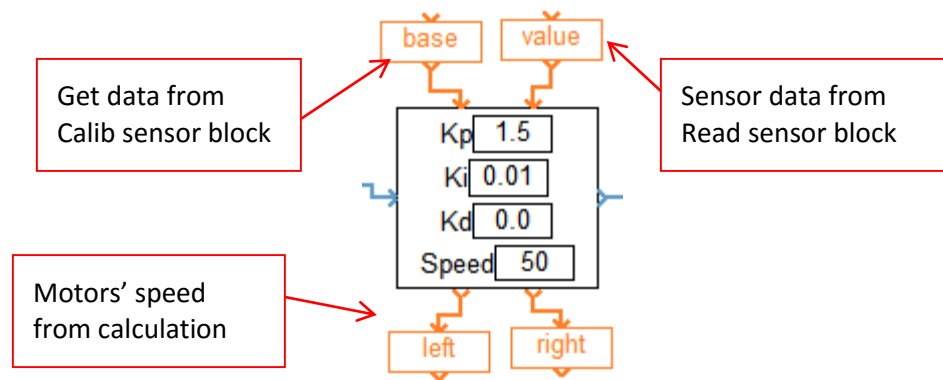 base
value
Get data from
Calib sensor block
Sensor data from
Read sensor block
Kp 1.5
Ki 0.01
Kd 0.0
Speed 50
Motors’ speed
from calculation
left
right